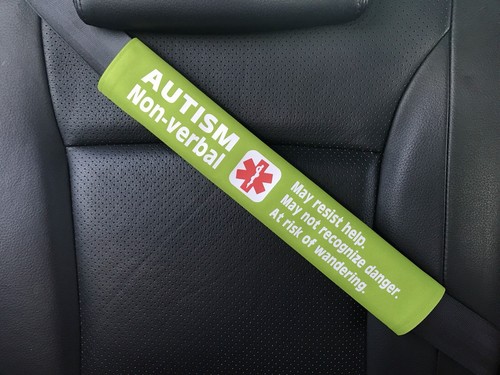 AUTISM
Non-verbal
May resist help.
May not recognize danger.
At risk of wandering.